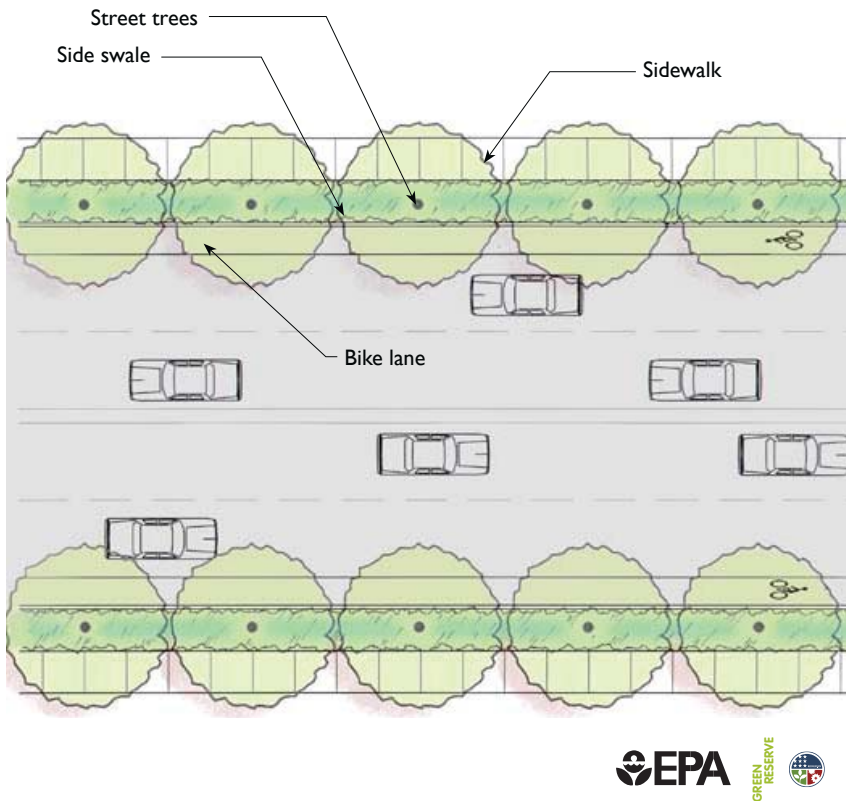 Street trees
Side swale
Sidewalk
Bike lane
EPA
GREEN
RESERVE